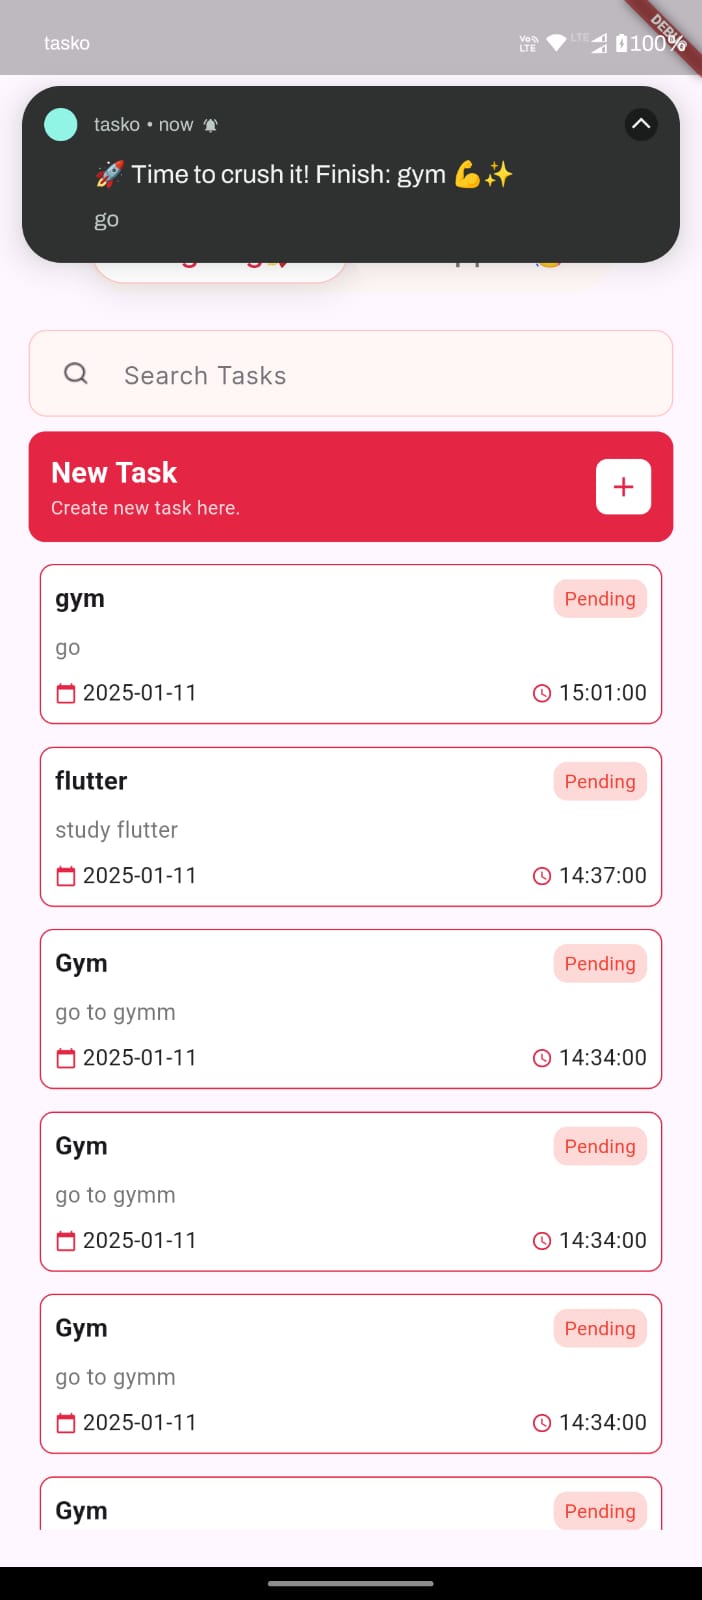 tasko
Vo LTE LTE 100%
DEBUG
tasko • now
🚀 Time to crush it! Finish: gym 💪✨
go
Search Tasks
New Task
Create new task here.
+
gym Pending
go
2025-01-11 15:01:00
flutter Pending
study flutter
2025-01-11 14:37:00
Gym Pending
go to gymm
2025-01-11 14:34:00
Gym Pending
go to gymm
2025-01-11 14:34:00
Gym Pending
go to gymm
2025-01-11 14:34:00
Gym Pending